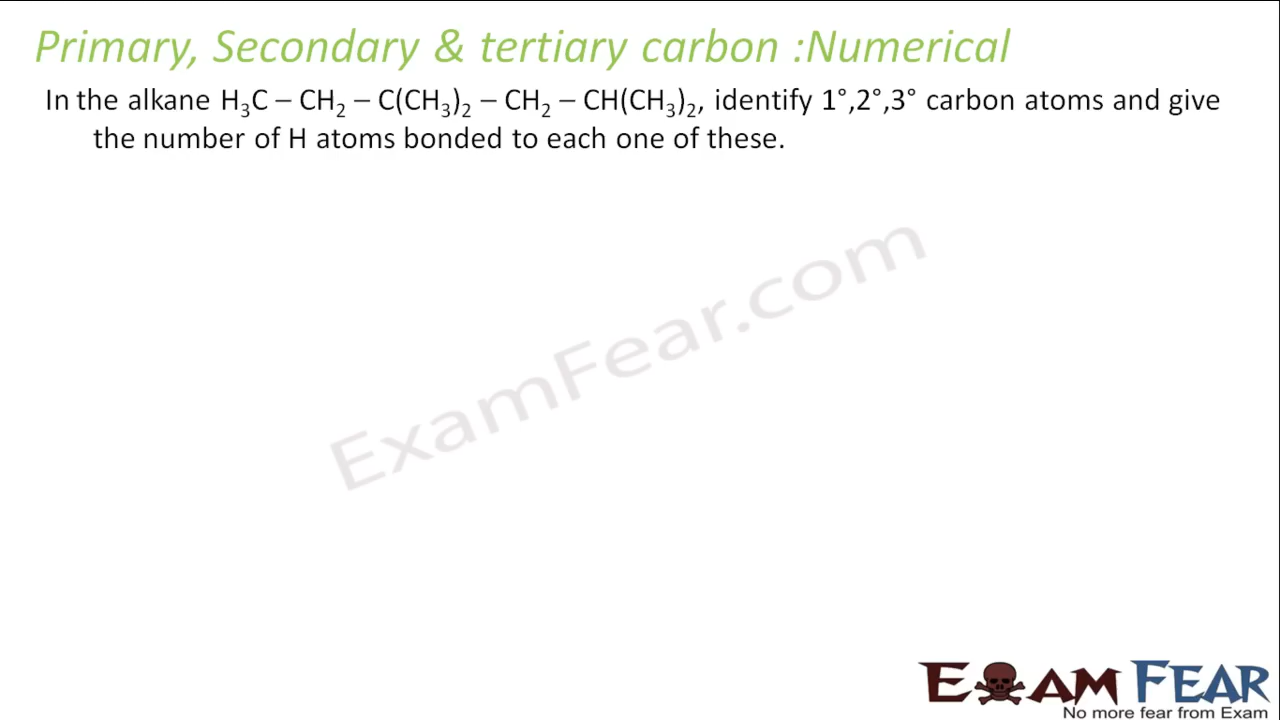 Primary, Secondary & tertiary carbon :Numerical
In the alkane H₃C – CH₂ – C(CH₃)₂ – CH₂ – CH(CH₃)₂, identify 1°,2°,3° carbon atoms and give
the number of H atoms bonded to each one of these.
ExamFear.com
EXAM FEAR
No more fear from Exam